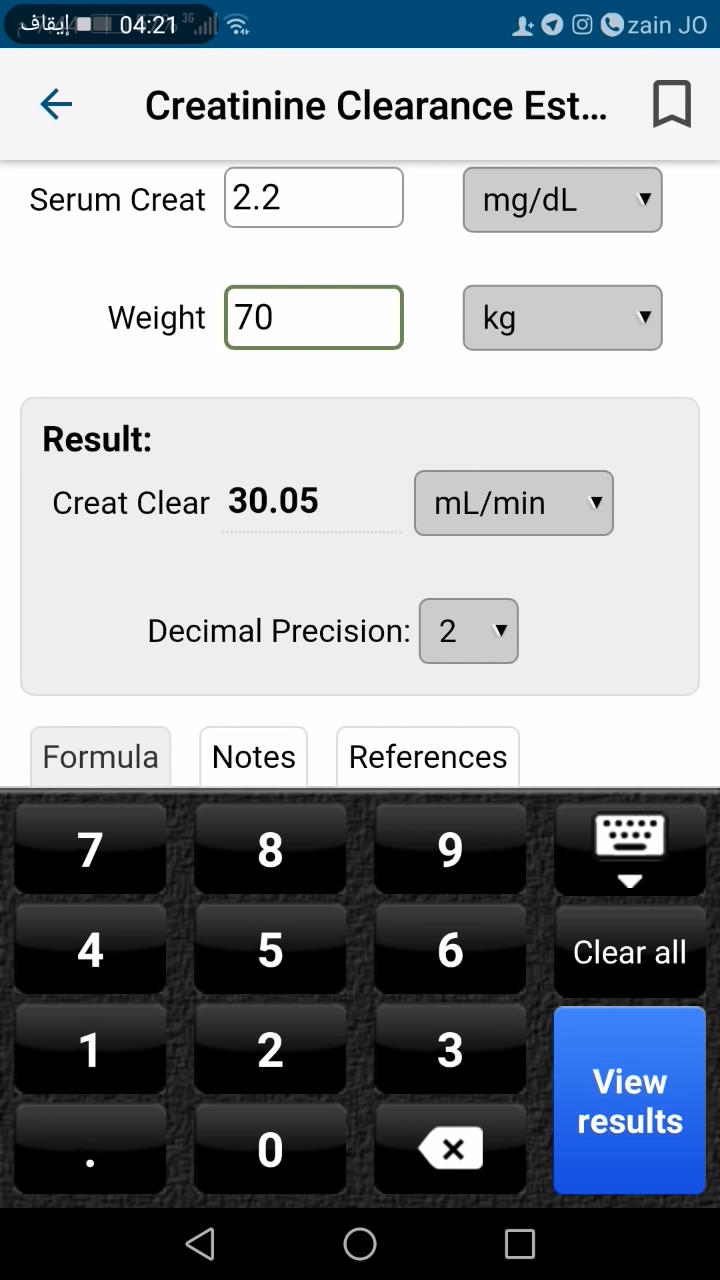 إيقاف 04:21 3G zain JO
Creatinine Clearance Est...
Serum Creat 2.2 mg/dL
Weight 70 kg
Result:
Creat Clear 30.05 mL/min
Decimal Precision: 2
Formula Notes References
7 8 9
4 5 6 Clear all
1 2 3 View results
. 0